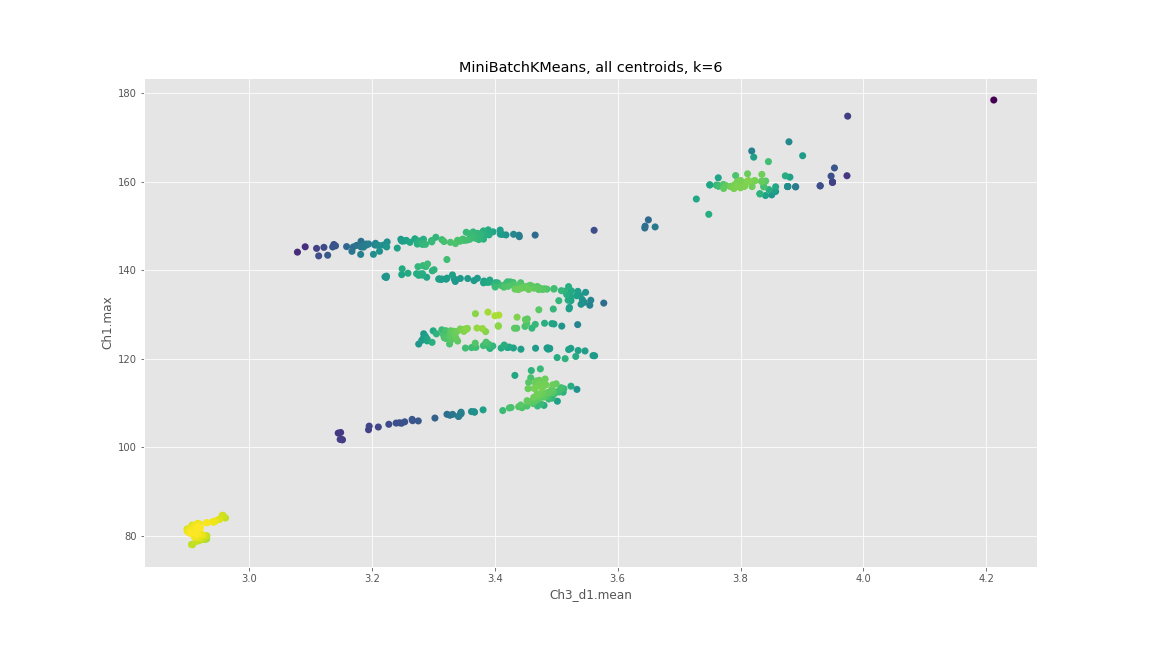 MiniBatchKMeans, all centroids, k=6
180
160
140
120
100
80
Ch1.max
3.0 3.2 3.4 3.6 3.8 4.0 4.2
Ch3_d1.mean